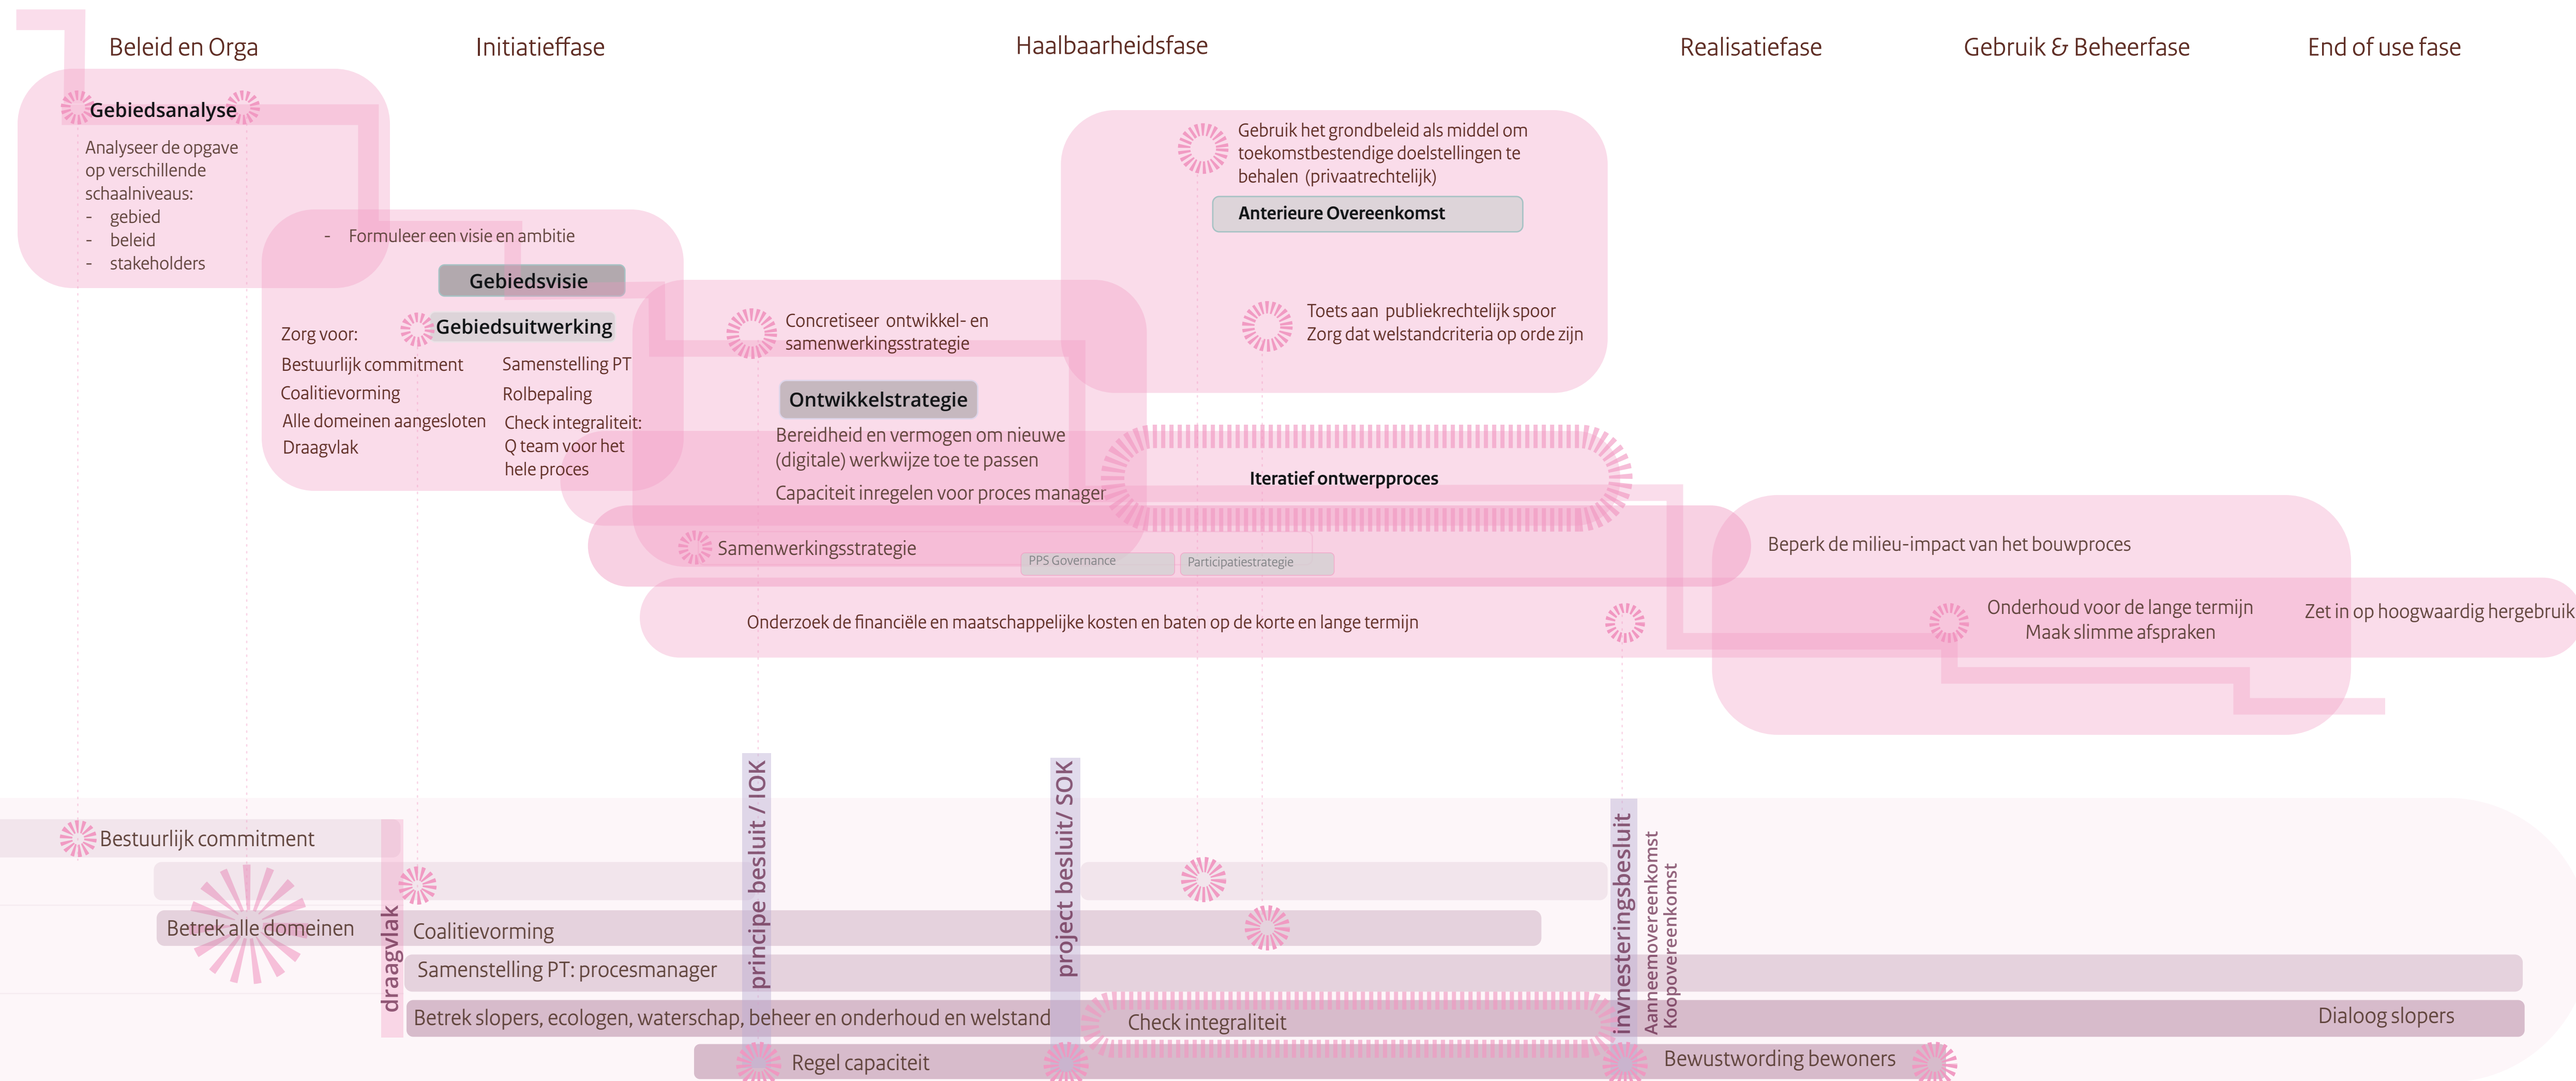 Beleid en Orga
Initiatieffase
Haalbaarheidsfase
Realisatiefase
Gebruik & Beheerfase
End of use fase
Gebiedsanalyse
Analyseer de opgave
op verschillende
schaalniveaus:
- gebied
- beleid
- stakeholders
- Formuleer een visie en ambitie
Gebiedsvisie
Gebiedsuitwerking
Zorg voor:
Bestuurlijk commitment
Coalitievorming
Alle domeinen aangesloten
Draagvlak
Samenstelling PT
Rolbepaling
Check integraliteit:
Q team voor het
hele proces
Concretiseer ontwikkel- en
samenwerkingsstrategie
Ontwikkelstrategie
Bereidheid en vermogen om nieuwe
(digitale) werkwijze toe te passen
Capaciteit inregelen voor proces manager
Gebruik het grondbeleid als middel om
toekomstbestendige doelstellingen te
behalen (privaatrechtelijk)
Anterieure Overeenkomst
Toets aan publiekrechtelijk spoor
Zorg dat welstandcriteria op orde zijn
Iteratief ontwerpproces
Samenwerkingsstrategie
PPS Governance
Participatiestrategie
Onderzoek de financiële en maatschappelijke kosten en baten op de korte en lange termijn
Beperk de milieu-impact van het bouwproces
Onderhoud voor de lange termijn
Maak slimme afspraken
Zet in op hoogwaardig hergebruik
principe besluit / IOK
project besluit/ SOK
invnesteringsbesluit
Aanneemovereenkomst
Koopovereenkomst
draagvlak
Bestuurlijk commitment
Betrek alle domeinen
Coalitievorming
Samenstelling PT: procesmanager
Betrek slopers, ecologen, waterschap, beheer en onderhoud en welstand
Check integraliteit
Dialoog slopers
Regel capaciteit
Bewustwording bewoners